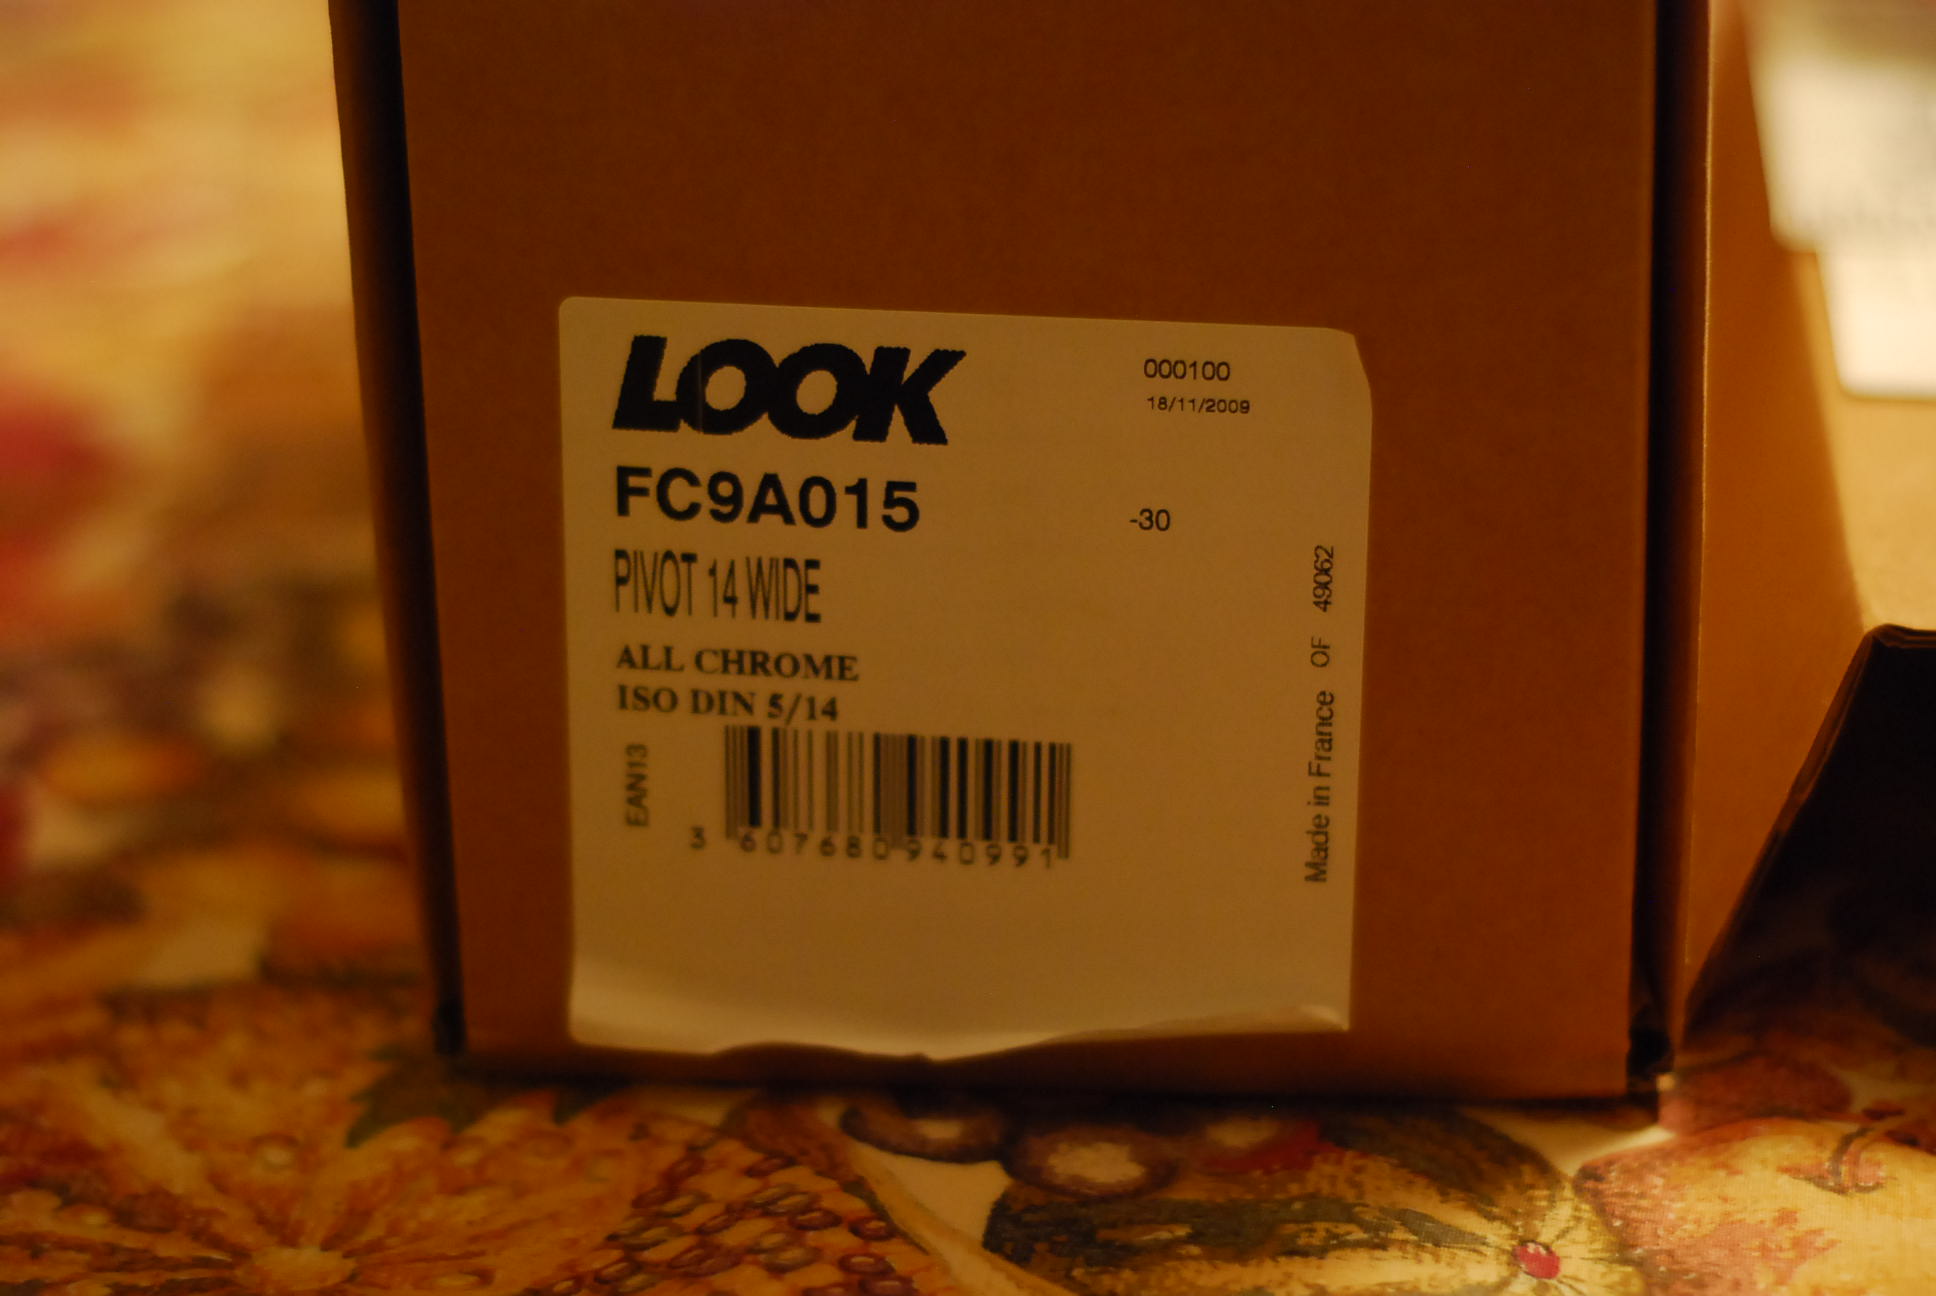 LOOK
000100
18/11/2009
FC9A015
-30
PIVOT 14 WIDE
ALL CHROME
ISO DIN 5/14
EAN13
3 607680 940991
Made in France OF 49062